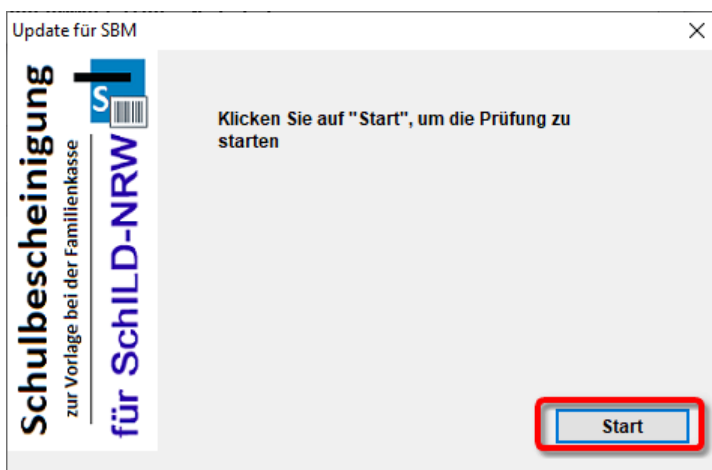 Update für SBM
Schulbescheinigung
zur Vorlage bei der Familienkasse
für SchILD-NRW
S
Klicken Sie auf "Start", um die Prüfung zu
starten
Start